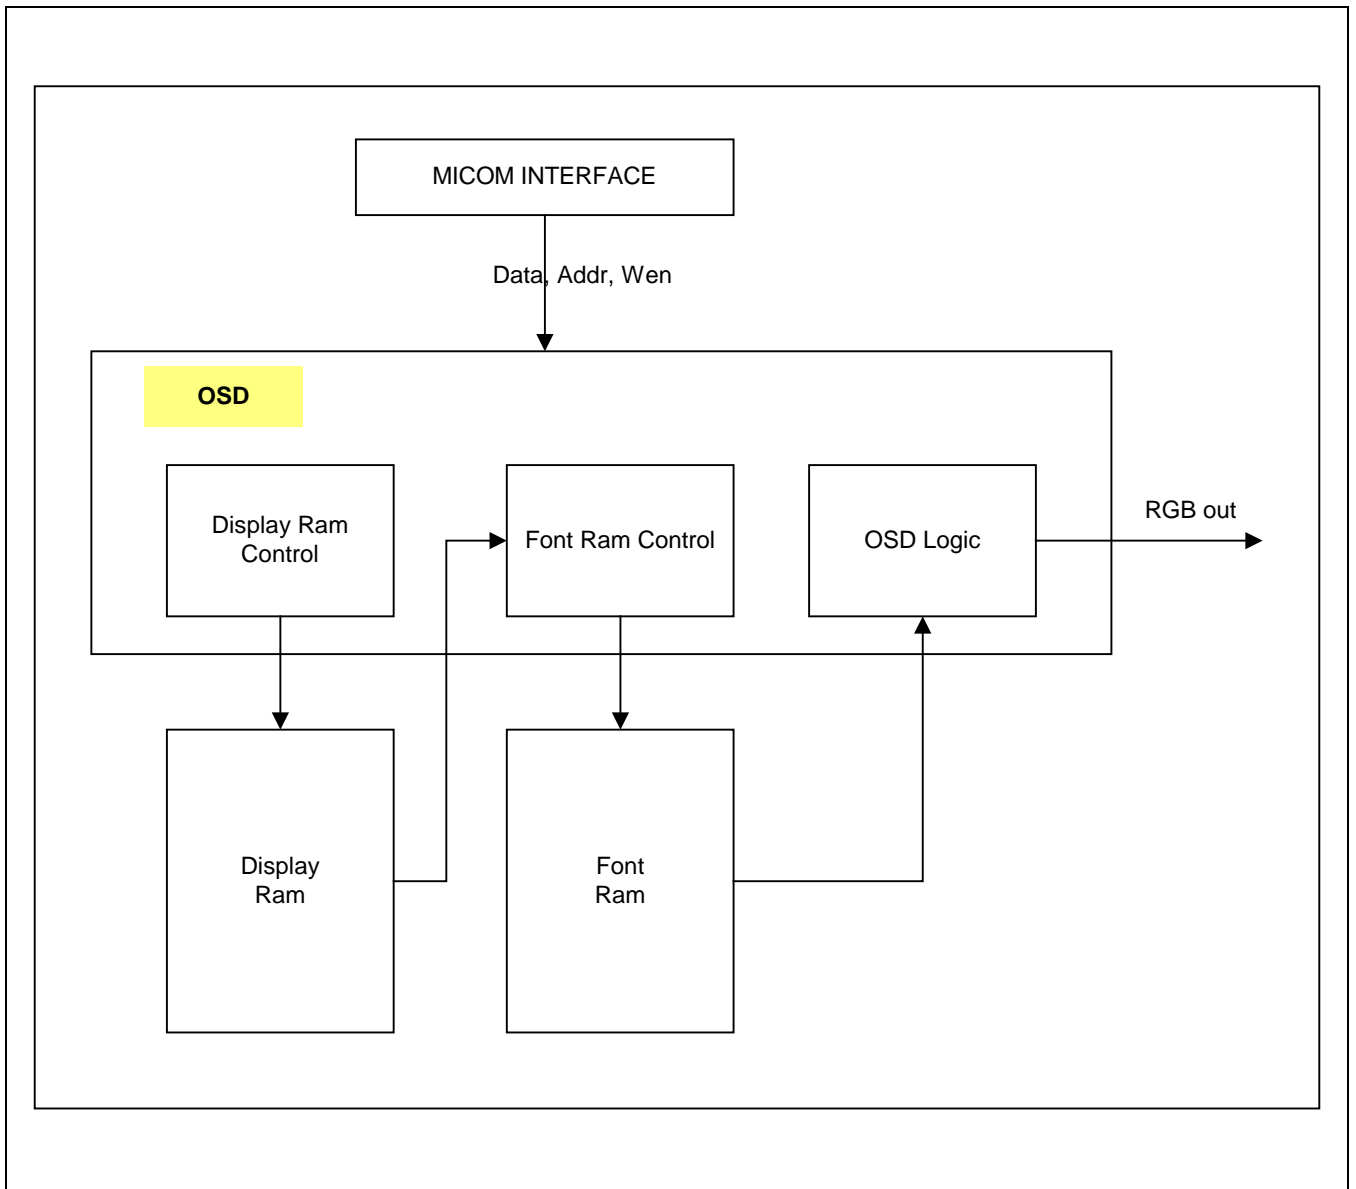 MICOM INTERFACE
Data, Addr, Wen
OSD
Display Ram
Control
Font Ram Control
OSD Logic
RGB out
Display
Ram
Font
Ram